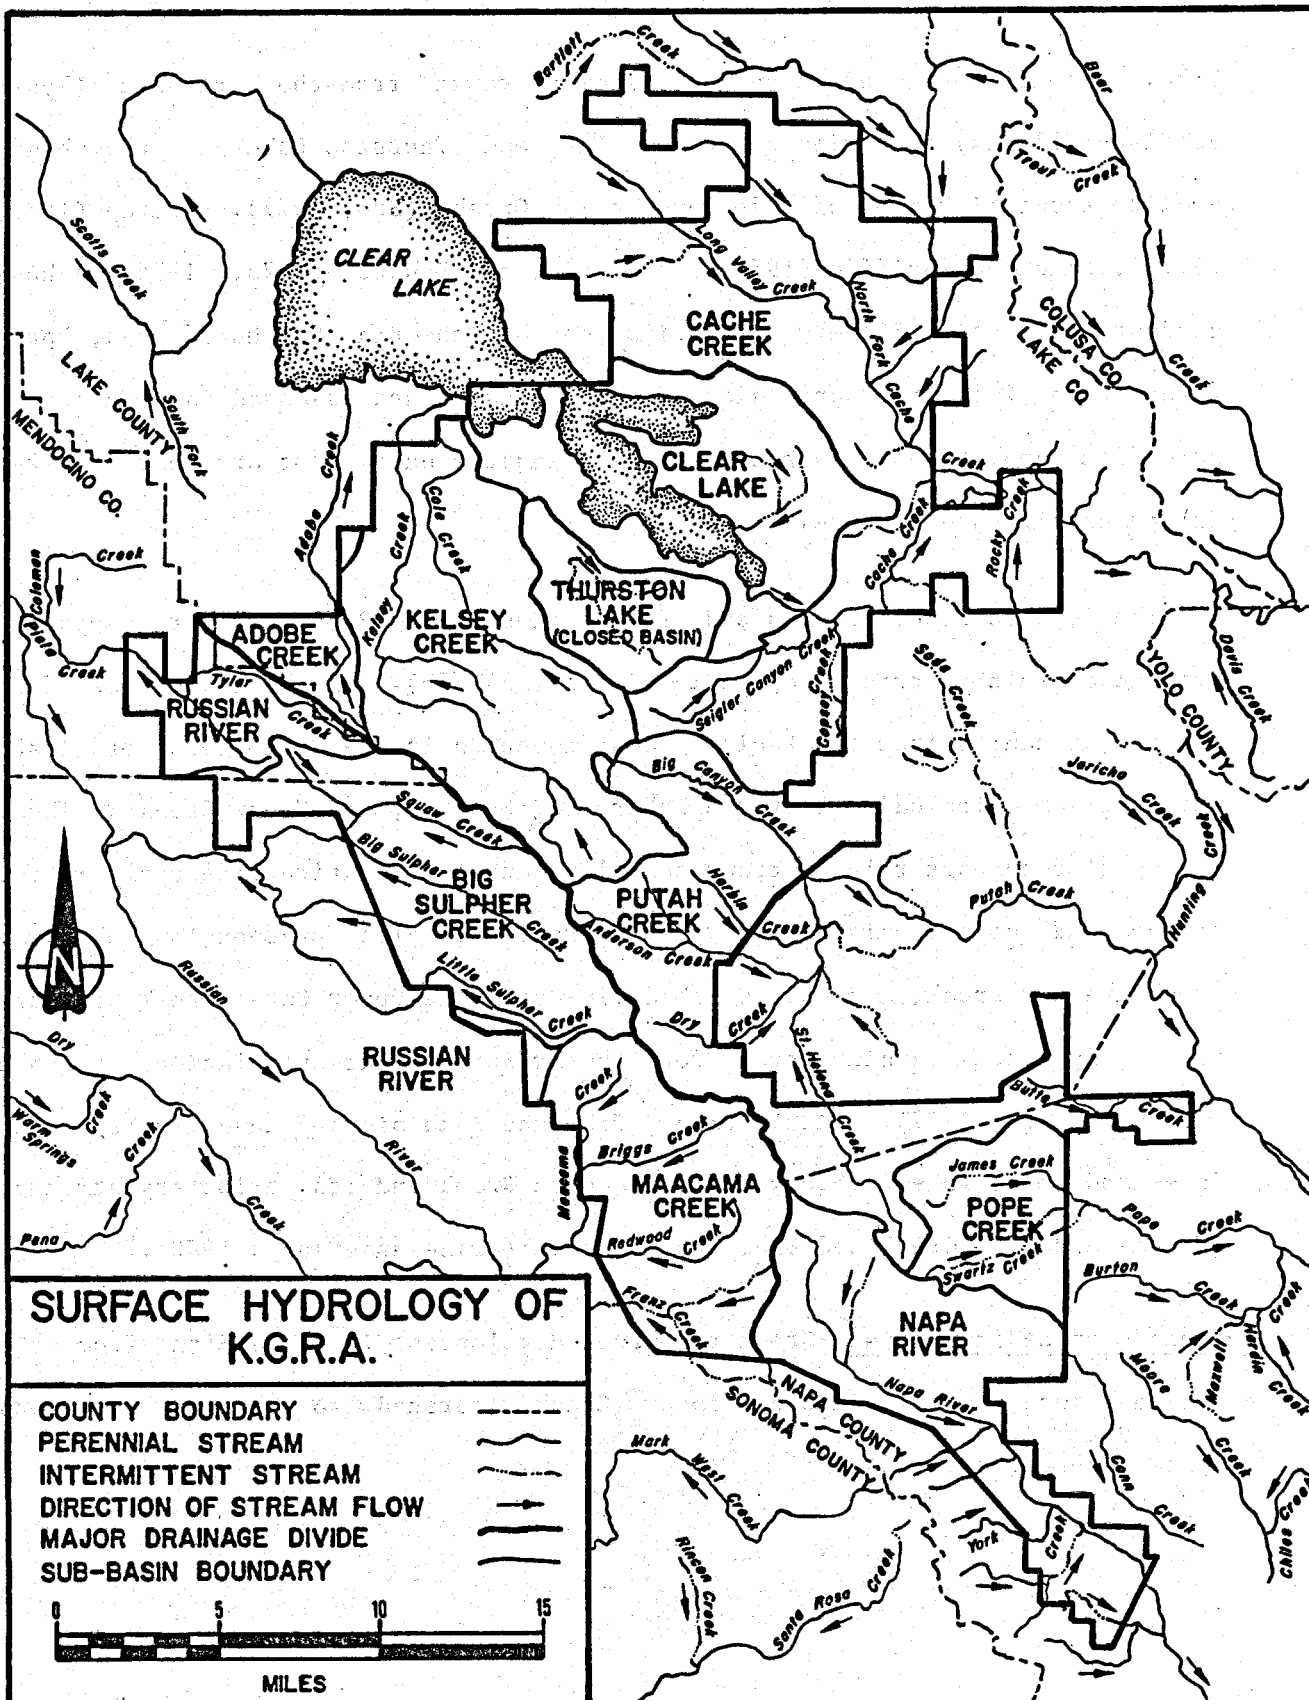 Bartlett
Creek
Bear
Trout
Creek
Scotts Creek
CLEAR
LAKE
Long Valley
Creek
North Fork
Cache
CACHE
CREEK
COLUSA CO.
LAKE CO.
Creek
LAKE COUNTY
MENDOCINO CO.
South Fork
Adobe
Creek
Kelsey
Creek
Cole
Creek
CLEAR
LAKE
Creek
Cache Creek
Rocky
Creek
Coleman
Creek
Pieta
Creek
THURSTON
LAKE
(CLOSED BASIN)
KELSEY
CREEK
ADOBE
CREEK
Tyler
Creek
RUSSIAN
RIVER
Seigler Canyon Creek
Copsey Creek
Soda
Creek
Davis Creek
YOLO COUNTY
Jericho
Creek
Hunting
Creek
Big
Canyon
Creek
Squaw Creek
Big Sulpher
Creek
BIG
SULPHER
CREEK
PUTAH
CREEK
Harbin
Creek
Anderson Creek
Putah
Creek
Little Sulpher
Creek
Dry
Creek
St. Helena
Creek
N
Russian
River
RUSSIAN
RIVER
Dry
Creek
Warm
Springs
Creek
Creek
Pena
Maacama
Creek
Briggs Creek
MAACAMA
CREEK
Redwood
Creek
Franz
Creek
Butte
Creek
James Creek
POPE
CREEK
Swartz Creek
Pope
Creek
Burton
Creek
Maxwell
Hardin
Creek
Creek
Moore
Creek
NAPA
RIVER
Napa River
NAPA COUNTY
SONOMA COUNTY
Mark
West
Creek
Rincon Creek
Santa Rosa
Creek
York
Creek
Conn
Creek
Chiles Creek
SURFACE HYDROLOGY OF
K.G.R.A.
COUNTY BOUNDARY
PERENNIAL STREAM
INTERMITTENT STREAM
DIRECTION OF STREAM FLOW
MAJOR DRAINAGE DIVIDE
SUB-BASIN BOUNDARY
0 5 10 15
MILES